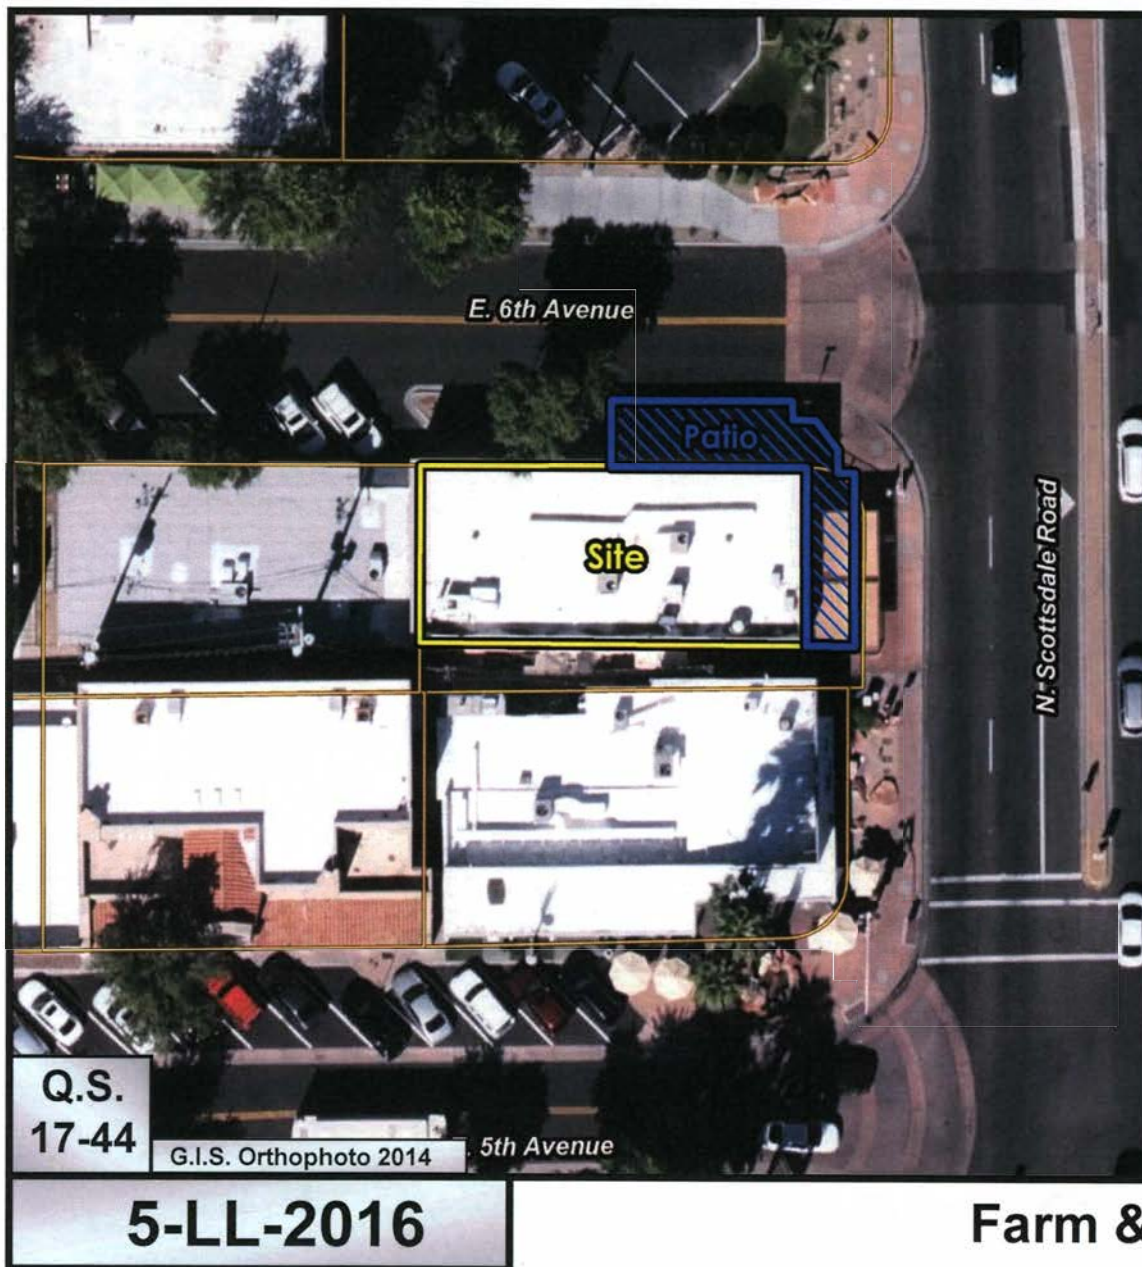 E. 6th Avenue
Patio
Site
N. Scottsdale Road
Q.S.
17-44
G.I.S. Orthophoto 2014
. 5th Avenue
5-LL-2016
Farm &